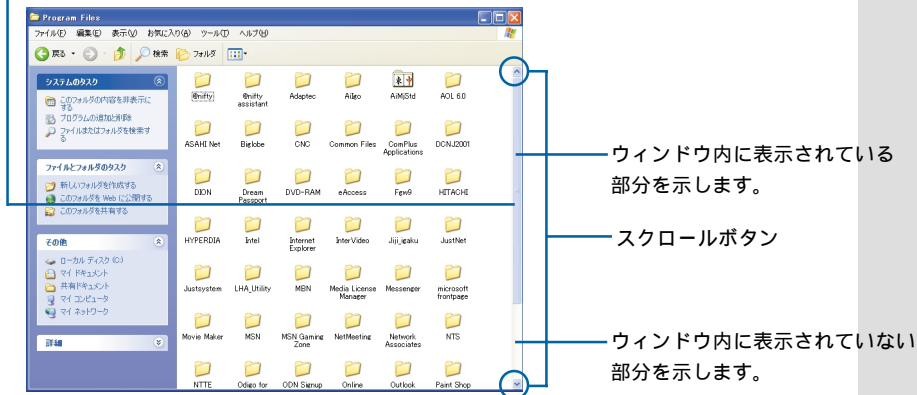 Program Files
ファイル(F) 編集(E) 表示(V) お気に入り(A) ツール(T) ヘルプ(H)
戻る 検索 フォルダ
システムのタスク
このフォルダの内容を非表示に
する
プログラムの追加と削除
ファイルまたはフォルダを検索す
る
ファイルとフォルダのタスク
新しいフォルダを作成する
このフォルダを Web に公開する
このフォルダを共有する
その他
ローカル ディスク (C:)
マイ ドキュメント
共有ドキュメント
マイ コンピュータ
マイ ネットワーク
詳細
@nifty @nifty assistant Adaptec Ai/go AiMjStd AOL 6.0
ASAHI Net Biglobe CNC Common Files ComPlus Applications DCNJ2001
DION Dream Passport DVD-RAM eAccess Fgw9 HITACHI
HYPERDIA Intel Internet Explorer InterVideo Jiji_igaku JustNet
Justsystem LHA_Utility MBN Media License Manager Messenger microsoft frontpage
Movie Maker MSN MSN Gaming Zone NetMeeting Network Associates NTS
NTTE Odigo for ODN Signup Online Outlook Paint Shop
ウィンドウ内に表示されている
部分を示します。
スクロールボタン
ウィンドウ内に表示されていない
部分を示します。